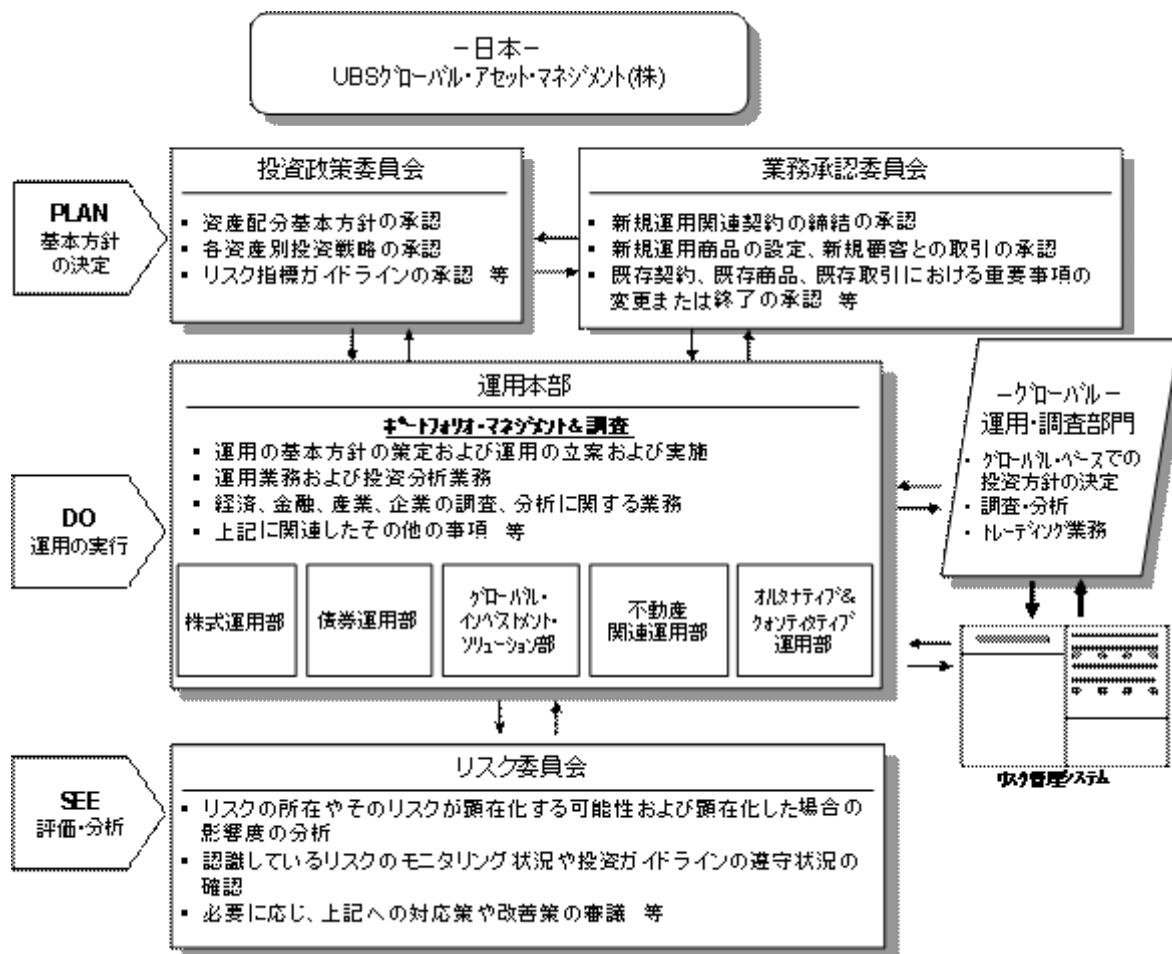 －日本－
UBSｸﾞﾛｰﾊﾞﾙ・ｱｾｯﾄ・ﾏﾈｼﾞﾒﾝﾄ(株)
PLAN
基本方針
の決定
投資政策委員会
▪ 資産配分基本方針の承認
▪ 各資産別投資戦略の承認
▪ リスク指標ガイドラインの承認 等
業務承認委員会
▪ 新規運用関連契約の締結の承認
▪ 新規運用商品の設定、新規顧客との取引の承認
▪ 既存契約、既存商品、既存取引における重要事項の
変更または終了の承認 等
DO
運用の実行
運用本部
ﾎﾟｰﾄﾌｫﾘｵ・ﾏﾈｼﾞﾒﾝﾄ＆調査
▪ 運用の基本方針の策定および運用の立案および実施
▪ 運用業務および投資分析業務
▪ 経済、金融、産業、企業の調査、分析に関する業務
▪ 上記に関連したその他の事項 等
株式運用部
債券運用部
ｸﾞﾛｰﾊﾞﾙ・
ｲﾝﾍﾞｽﾄﾒﾝﾄ・
ｿﾘｭｰｼｮﾝ部
不動産
関連運用部
ｵﾙﾀﾅﾃｨﾌﾞ＆
ｸｫﾝﾃｨﾀﾃｨﾌﾞ
運用部
－ｸﾞﾛｰﾊﾞﾙ－
運用・調査部門
▪ ｸﾞﾛｰﾊﾞﾙ・ﾍﾞｰｽでの
投資方針の決定
▪ 調査・分析
▪ ﾄﾚｰﾃﾞｨﾝｸﾞ業務
ﾘｽｸ管理ｼｽﾃﾑ
SEE
評価・分析
リスク委員会
▪ リスクの所在やそのリスクが顕在化する可能性および顕在化した場合の
影響度の分析
▪ 認識しているリスクのモニタリング状況や投資ガイドラインの遵守状況の
確認
▪ 必要に応じ、上記への対応策や改善策の審議 等